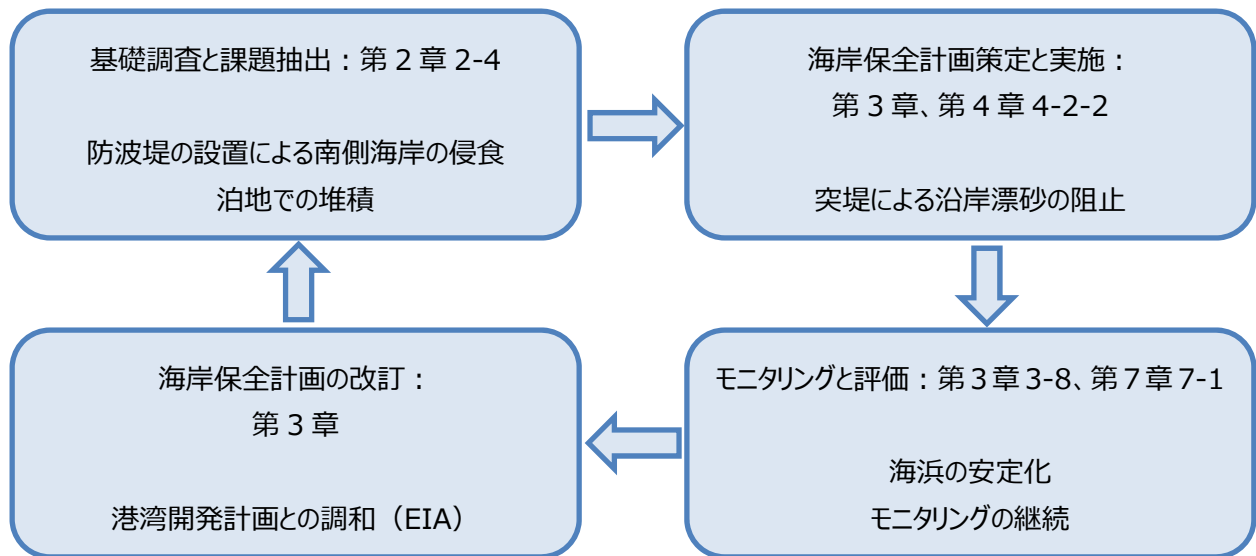 基礎調査と課題抽出：第２章 2-4
防波堤の設置による南側海岸の侵食
泊地での堆積
海岸保全計画策定と実施：
第３章、第４章 4-2-2
突堤による沿岸漂砂の阻止
海岸保全計画の改訂：
第３章
港湾開発計画との調和（EIA）
モニタリングと評価：第３章 3-8、第７章 7-1
海浜の安定化
モニタリングの継続